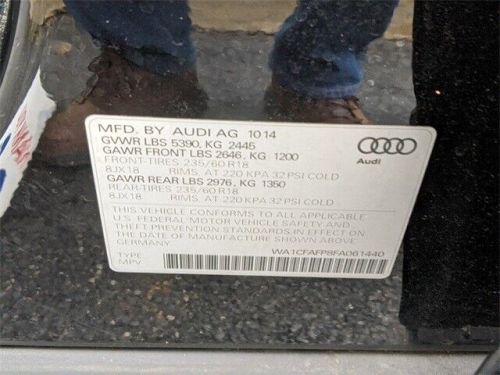 MFD. BY AUDI AG 10 14
GVWR LBS 5390, KG 2445
GAWR FRONT LBS 2646, KG 1200
FRONT-TIRES 235/60 R18
8JX18 RIMS, AT 220 KPA 32 PSI COLD
GAWR REAR LBS 2976, KG 1350
REAR-TIRES 235/60 R18
8JX18 RIMS, AT 220 KPA 32 PSI COLD
THIS VEHICLE CONFORMS TO ALL APPLICABLE
U.S. FEDERAL MOTOR VEHICLE SAFETY AND
THEFT PREVENTION STANDARDS IN EFFECT ON
THE DATE OF MANUFACTURE SHOWN ABOVE.
GERMANY
WA1CFAFP8FA061440
TYPE
MPV
Audi